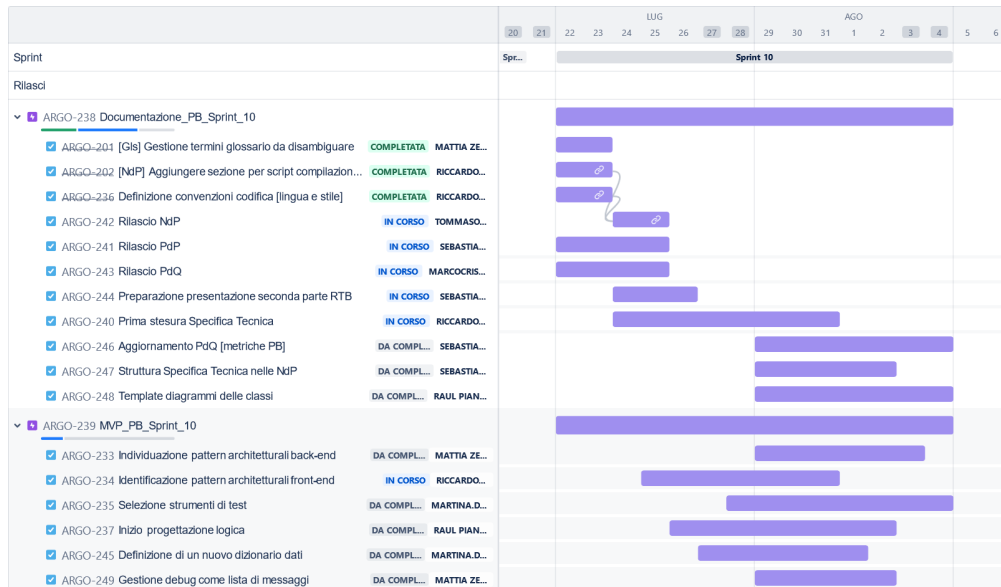 LUG AGO
20 21 22 23 24 25 26 27 28 29 30 31 1 2 3 4 5 6
Sprint Spr... Sprint 10
Rilasci
ARGO-238 Documentazione_PB_Sprint_10
ARGO-201 [Gls] Gestione termini glossario da disambiguare COMPLETATA MATTIA ZE...
ARGO-202 [NdP] Aggiungere sezione per script compilazion... COMPLETATA RICCARDO...
ARGO-236 Definizione convenzioni codifica [lingua e stile] COMPLETATA RICCARDO...
ARGO-242 Rilascio NdP IN CORSO TOMMASO...
ARGO-241 Rilascio PdP IN CORSO SEBASTIA...
ARGO-243 Rilascio PdQ IN CORSO MARCOCRIS...
ARGO-244 Preparazione presentazione seconda parte RTB IN CORSO SEBASTIA...
ARGO-240 Prima stesura Specifica Tecnica IN CORSO RICCARDO...
ARGO-246 Aggiornamento PdQ [metriche PB] DA COMPL... SEBASTIA...
ARGO-247 Struttura Specifica Tecnica nelle NdP DA COMPL... SEBASTIA...
ARGO-248 Template diagrammi delle classi DA COMPL... RAUL PIAN...
ARGO-239 MVP_PB_Sprint_10
ARGO-233 Individuazione pattern architetturali back-end DA COMPL... MATTIA ZE...
ARGO-234 Identificazione pattern architetturali front-end IN CORSO RICCARDO...
ARGO-235 Selezione strumenti di test DA COMPL... MARTINA.D...
ARGO-237 Inizio progettazione logica DA COMPL... RAUL PIAN...
ARGO-245 Definizione di un nuovo dizionario dati DA COMPL... MARTINA.D...
ARGO-249 Gestione debug come lista di messaggi DA COMPL... MATTIA ZE...